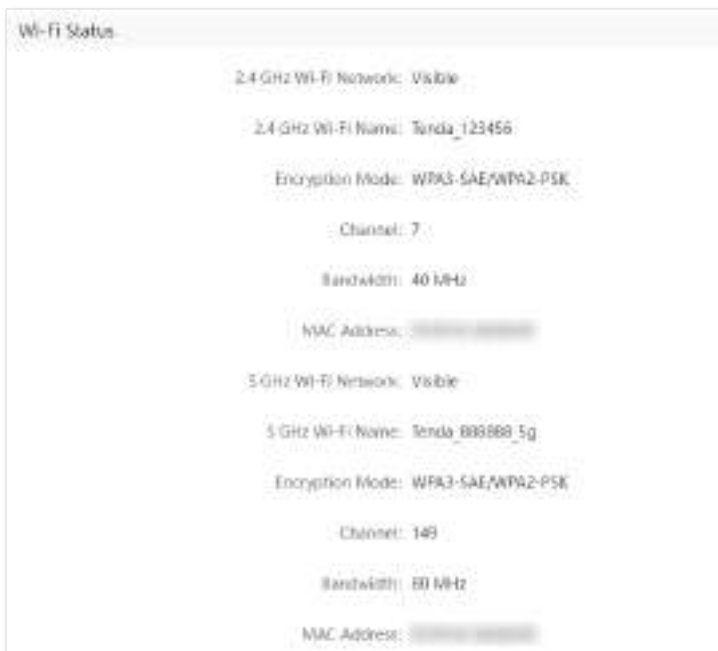 Wi-Fi Status
2.4 GHz Wi-Fi Network: Visible
2.4 GHz Wi-Fi Name: Tenda_123456
Encryption Mode: WPA3-SAE/WPA2-PSK
Channel: 7
Bandwidth: 40 MHz
MAC Address:
5 GHz Wi-Fi Network: Visible
5 GHz Wi-Fi Name: Tenda_888888_5g
Encryption Mode: WPA3-SAE/WPA2-PSK
Channel: 149
Bandwidth: 80 MHz
MAC Address: